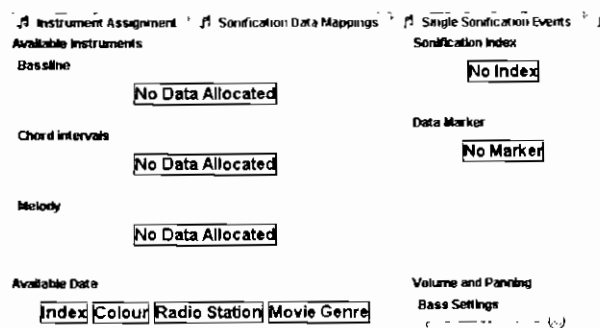 Instrument Assignment Sonification Data Mappings Single Sonification Events
Available Instruments
Bassline
No Data Allocated
Chord intervals
No Data Allocated
Melody
No Data Allocated
Available Data
Index Colour Radio Station Movie Genre
Sonification Index
No Index
Data Marker
No Marker
Volume and Panning
Bass Settings